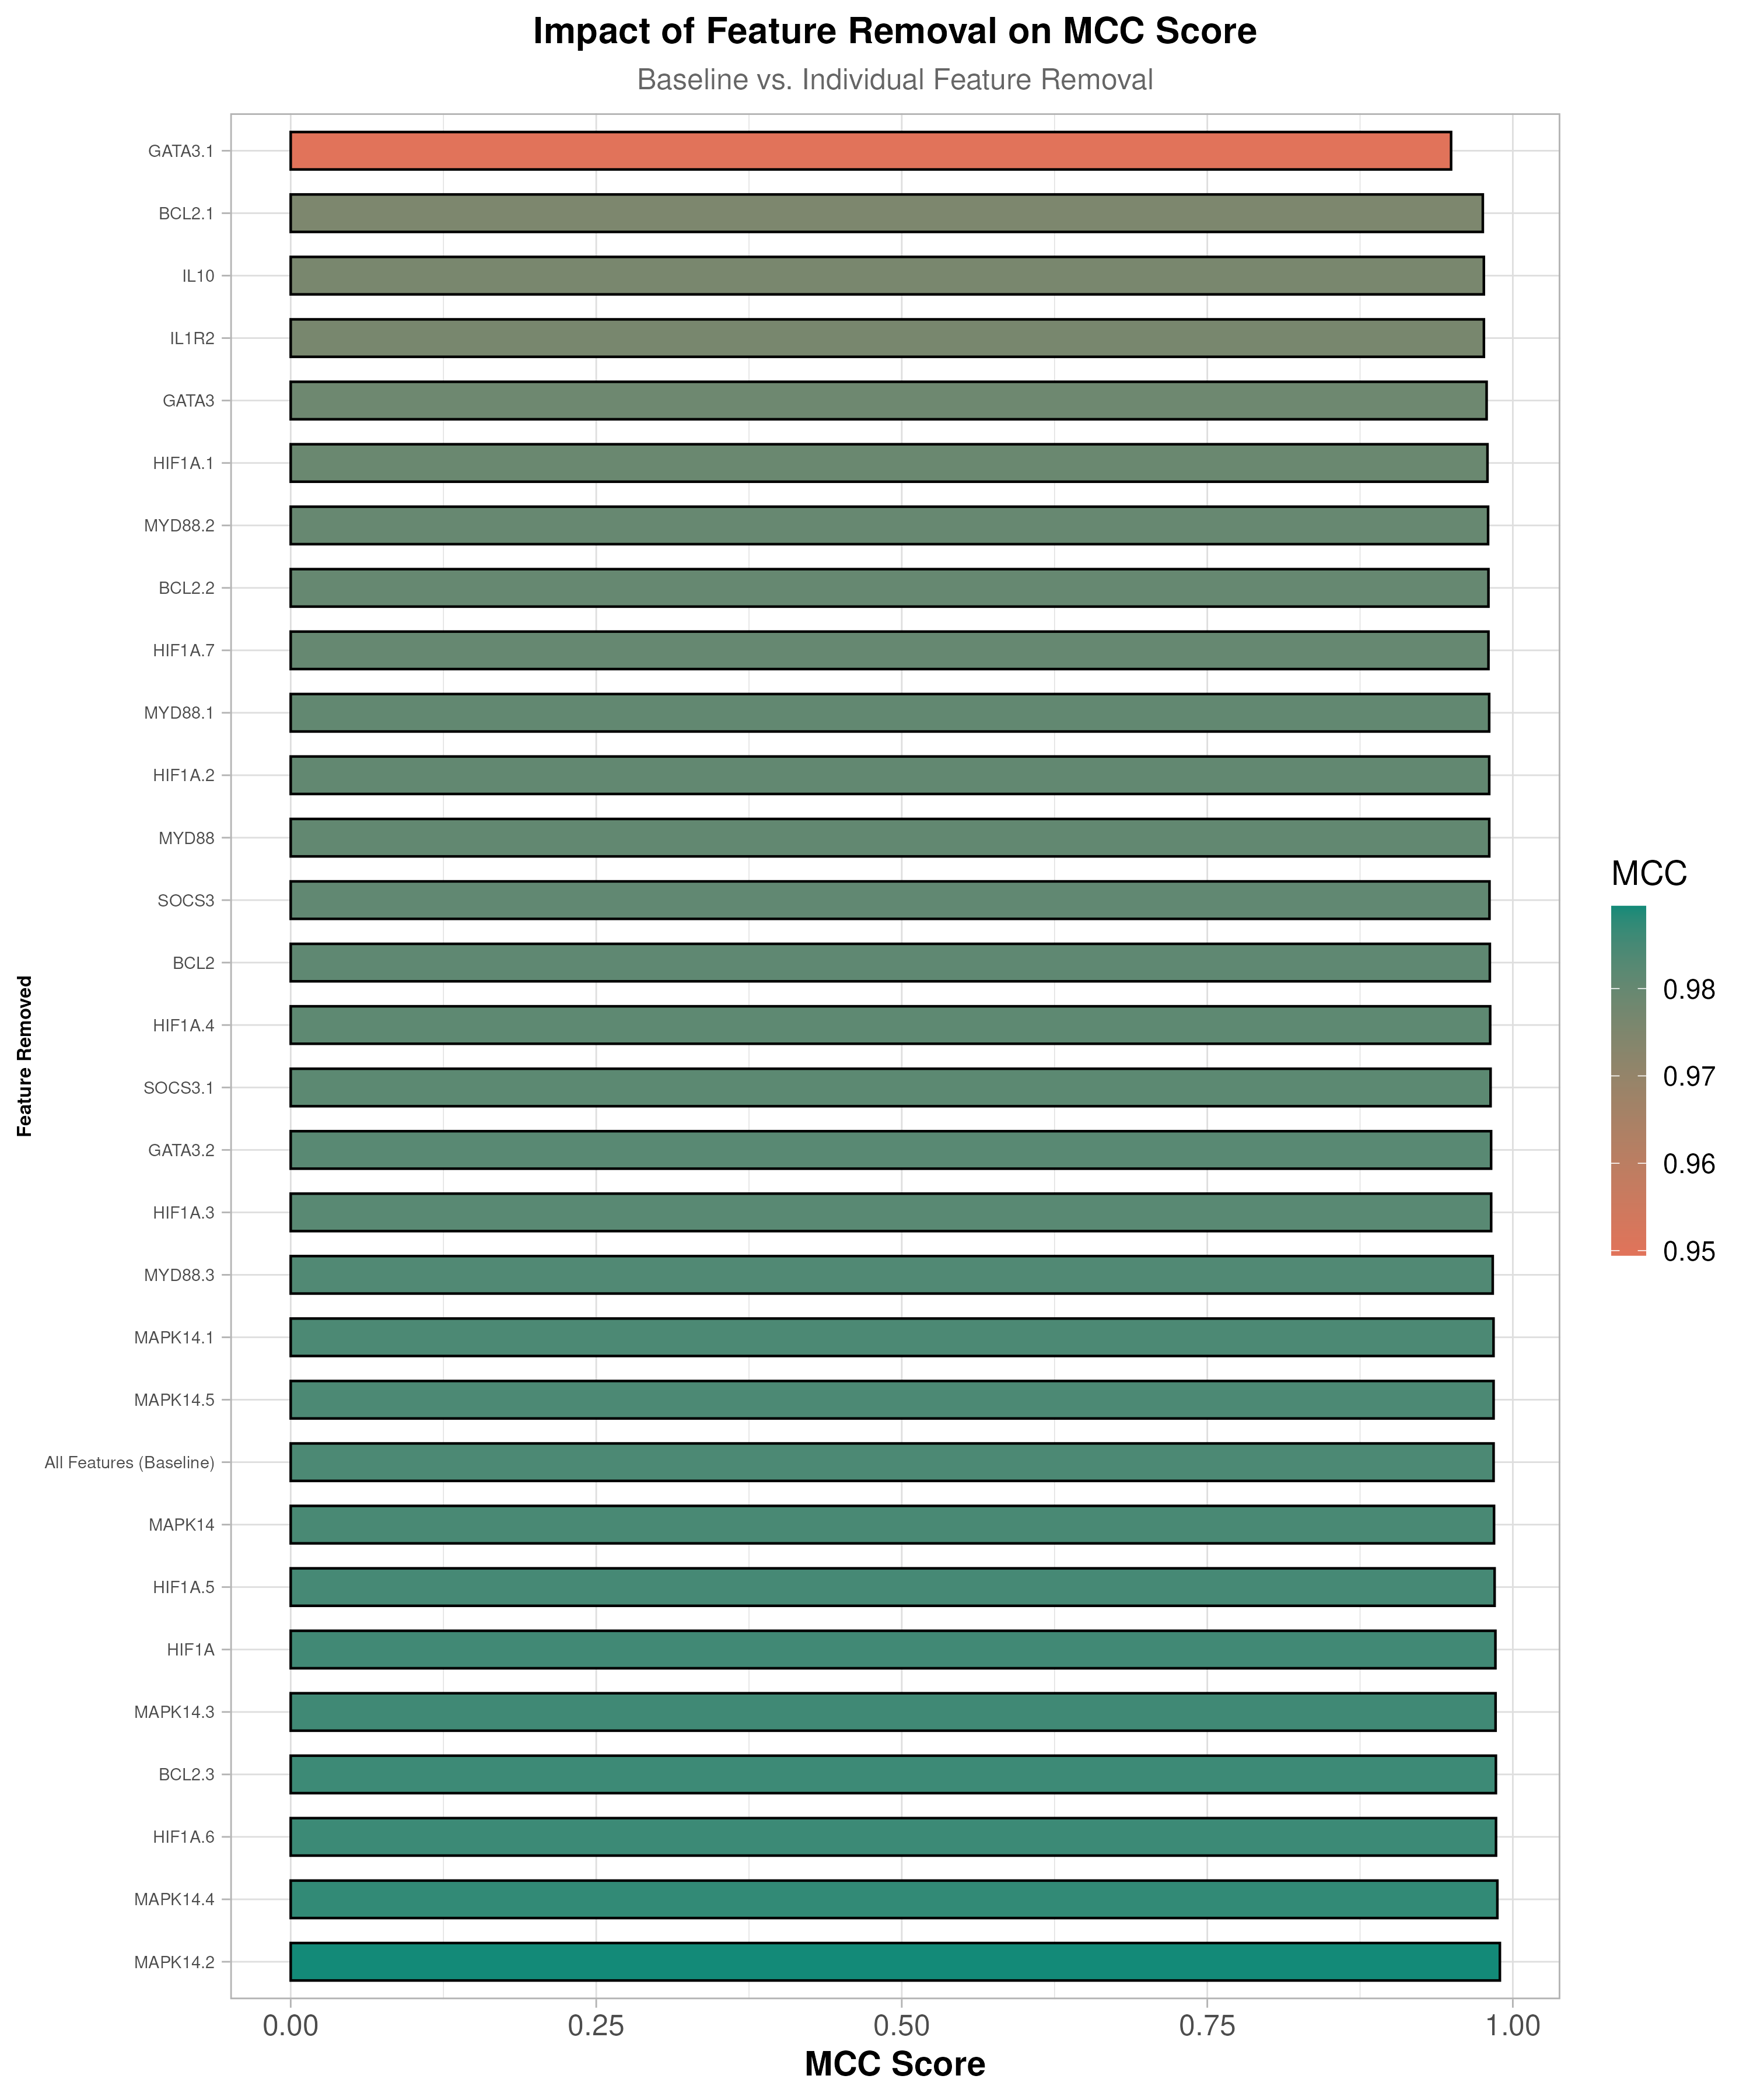 Impact of Feature Removal on MCC Score
Baseline vs. Individual Feature Removal
Feature Removed
GATA3.1
BCL2.1
IL10
IL1R2
GATA3
HIF1A.1
MYD88.2
BCL2.2
HIF1A.7
MYD88.1
HIF1A.2
MYD88
SOCS3
BCL2
HIF1A.4
SOCS3.1
GATA3.2
HIF1A.3
MYD88.3
MAPK14.1
MAPK14.5
All Features (Baseline)
MAPK14
HIF1A.5
HIF1A
MAPK14.3
BCL2.3
HIF1A.6
MAPK14.4
MAPK14.2
0.00 0.25 0.50 0.75 1.00
MCC Score
MCC
0.98
0.97
0.96
0.95